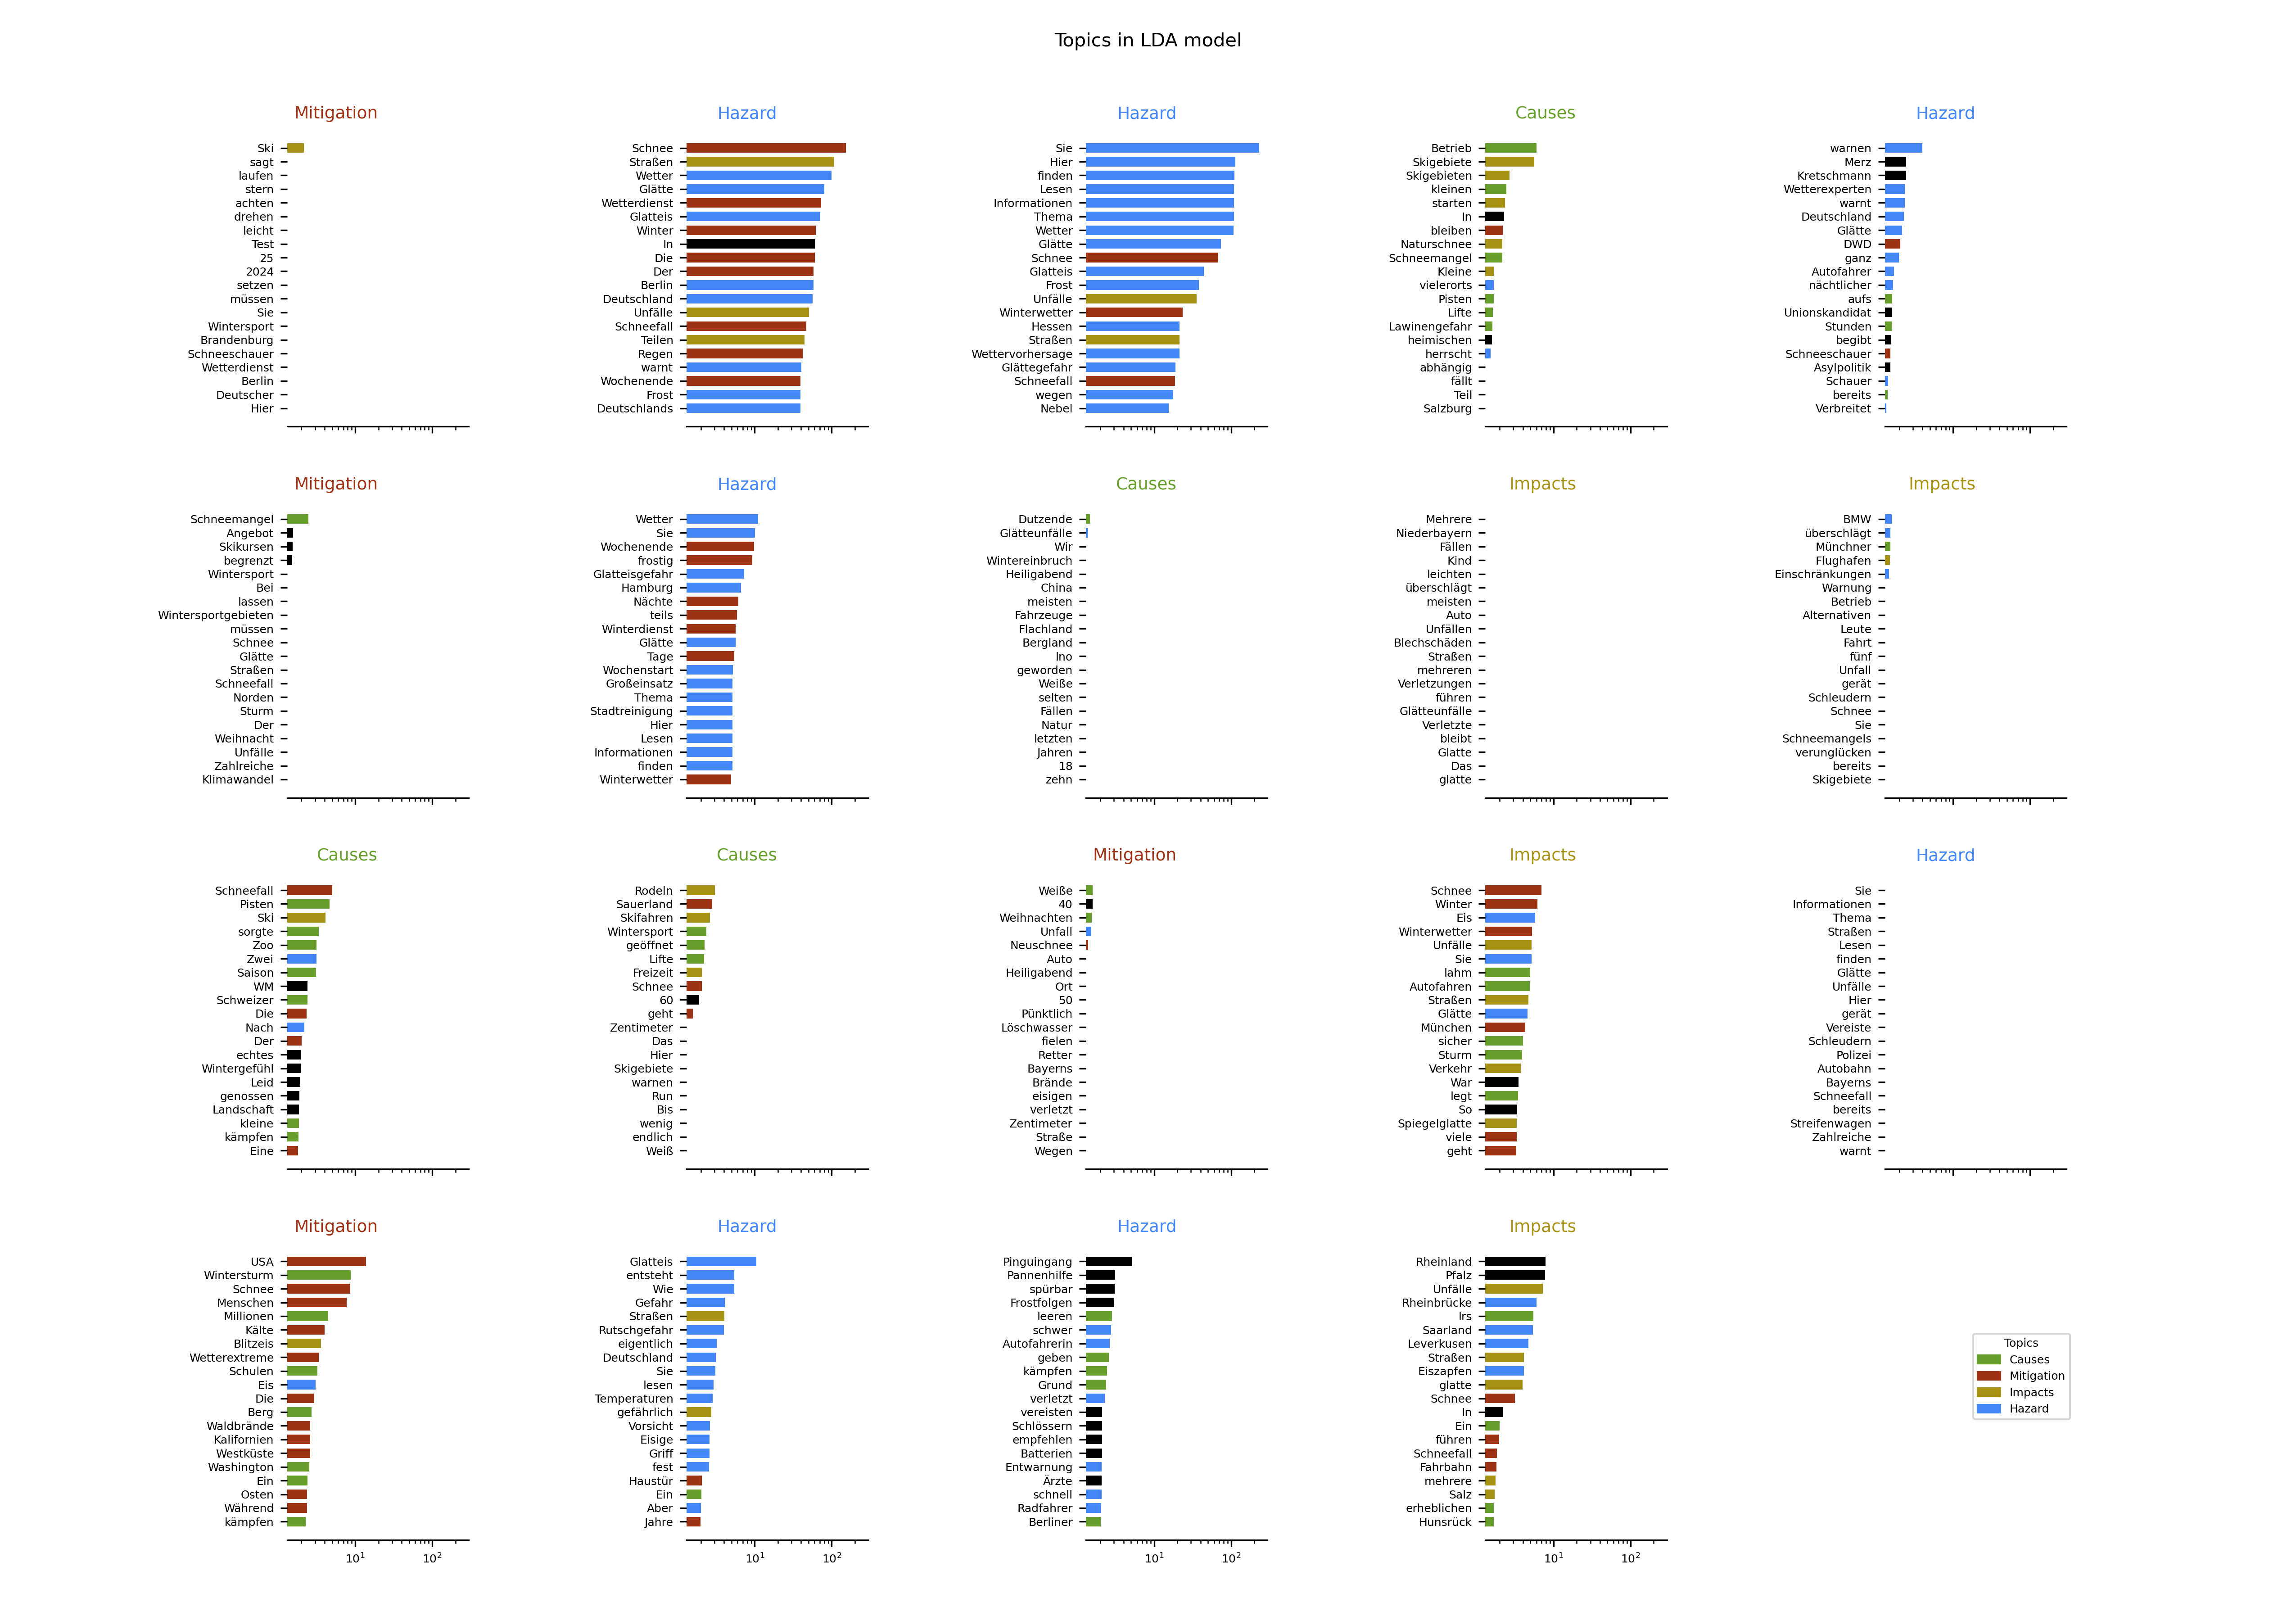 Topics in LDA model
Mitigation
Ski
sagt
laufen
stern
achten
drehen
leicht
Test
25
2024
setzen
müssen
Sie
Wintersport
Brandenburg
Schneeschauer
Wetterdienst
Berlin
Deutscher
Hier
Hazard
Schnee
Straßen
Wetter
Glätte
Wetterdienst
Glatteis
Winter
In
Die
Der
Berlin
Deutschland
Unfälle
Schneefall
Teilen
Regen
warnt
Wochenende
Frost
Deutschlands
Hazard
Sie
Hier
finden
Lesen
Informationen
Thema
Wetter
Glätte
Schnee
Glatteis
Frost
Unfälle
Winterwetter
Hessen
Straßen
Wettervorhersage
Glättegefahr
Schneefall
wegen
Nebel
Causes
Betrieb
Skigebiete
Skigebieten
kleinen
starten
In
bleiben
Naturschnee
Schneemangel
Kleine
vielerorts
Pisten
Lifte
Lawinengefahr
heimischen
herrscht
abhängig
fällt
Teil
Salzburg
Hazard
warnen
Merz
Kretschmann
Wetterexperten
warnt
Deutschland
Glätte
DWD
ganz
Autofahrer
nächtlicher
aufs
Unionskandidat
Stunden
begibt
Schneeschauer
Asylpolitik
Schauer
bereits
Verbreitet
Mitigation
Schneemangel
Angebot
Skikursen
begrenzt
Wintersport
Bei
lassen
Wintersportgebieten
müssen
Schnee
Glätte
Straßen
Schneefall
Norden
Sturm
Der
Weihnacht
Unfälle
Zahlreiche
Klimawandel
Hazard
Wetter
Sie
Wochenende
frostig
Glatteisgefahr
Hamburg
Nächte
teils
Winterdienst
Glätte
Tage
Wochenstart
Großeinsatz
Thema
Stadtreinigung
Hier
Lesen
Informationen
finden
Winterwetter
Causes
Dutzende
Glätteunfälle
Wir
Wintereinbruch
Heiligabend
China
meisten
Fahrzeuge
Flachland
Bergland
Ino
geworden
Weiße
selten
Fällen
Natur
letzten
Jahren
18
zehn
Impacts
Mehrere
Niederbayern
Fällen
Kind
leichten
überschlägt
meisten
Auto
Unfällen
Blechschäden
Straßen
mehreren
Verletzungen
führen
Glätteunfälle
Verletzte
bleibt
Glatte
Das
glatte
Impacts
BMW
überschlägt
Münchner
Flughafen
Einschränkungen
Warnung
Betrieb
Alternativen
Leute
Fahrt
fünf
Unfall
gerät
Schleudern
Schnee
Sie
Schneemangels
verunglücken
bereits
Skigebiete
Causes
Schneefall
Pisten
Ski
sorgte
Zoo
Zwei
Saison
WM
Schweizer
Die
Nach
Der
echtes
Wintergefühl
Leid
genossen
Landschaft
kleine
kämpfen
Eine
Causes
Rodeln
Sauerland
Skifahren
Wintersport
geöffnet
Lifte
Freizeit
Schnee
60
geht
Zentimeter
Das
Hier
Skigebiete
warnen
Run
Bis
wenig
endlich
Weiß
Mitigation
Weiße
40
Weihnachten
Unfall
Neuschnee
Auto
Heiligabend
Ort
50
Pünktlich
Löschwasser
fielen
Retter
Bayerns
Brände
eisigen
verletzt
Zentimeter
Straße
Wegen
Impacts
Schnee
Winter
Eis
Winterwetter
Unfälle
Sie
lahm
Autofahren
Straßen
Glätte
München
sicher
Sturm
Verkehr
War
legt
So
Spiegelglatte
viele
geht
Hazard
Sie
Informationen
Thema
Straßen
Lesen
finden
Glätte
Unfälle
Hier
gerät
Vereiste
Schleudern
Polizei
Autobahn
Bayerns
Schneefall
bereits
Streifenwagen
Zahlreiche
warnt
Mitigation
USA
Wintersturm
Schnee
Menschen
Millionen
Kälte
Blitzeis
Wetterextreme
Schulen
Eis
Die
Berg
Waldbrände
Kalifornien
Westküste
Washington
Ein
Osten
Während
kämpfen
10¹ 10²
Hazard
Glatteis
entsteht
Wie
Gefahr
Straßen
Rutschgefahr
eigentlich
Deutschland
Sie
lesen
Temperaturen
gefährlich
Vorsicht
Eisige
Griff
fest
Haustür
Ein
Aber
Jahre
10¹ 10²
Hazard
Pinguingang
Pannenhilfe
spürbar
Frostfolgen
leeren
schwer
Autofahrerin
geben
kämpfen
Grund
verletzt
vereisten
Schlössern
empfehlen
Batterien
Entwarnung
Ärzte
schnell
Radfahrer
Berliner
10¹ 10²
Impacts
Rheinland
Pfalz
Unfälle
Rheinbrücke
Irs
Saarland
Leverkusen
Straßen
Eiszapfen
glatte
Schnee
In
Ein
führen
Schneefall
Fahrbahn
mehrere
Salz
erheblichen
Hunsrück
10¹ 10²
Topics
Causes
Mitigation
Impacts
Hazard